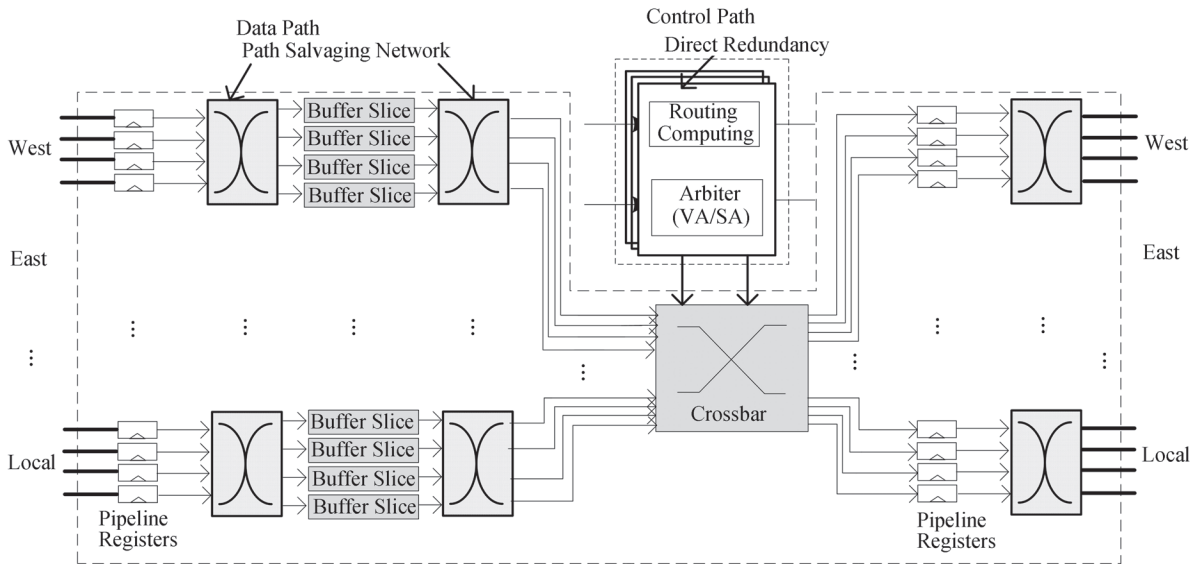 Data Path
Path Salvaging Network
Control Path
Direct Redundancy
Routing
Computing
Arbiter
(VA/SA)
West
Buffer Slice
Buffer Slice
Buffer Slice
Buffer Slice
West
East
East
Crossbar
Local
Buffer Slice
Buffer Slice
Buffer Slice
Buffer Slice
Local
Pipeline
Registers
Pipeline
Registers